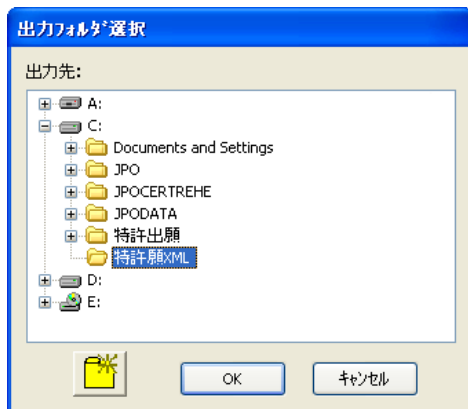 出力ﾌｫﾙﾀﾞ選択
出力先:
A:
C:
Documents and Settings
JPO
JPOCERTREHE
JPODATA
特許出願
特許願XML
D:
E:
OK
ｷｬﾝｾﾙ